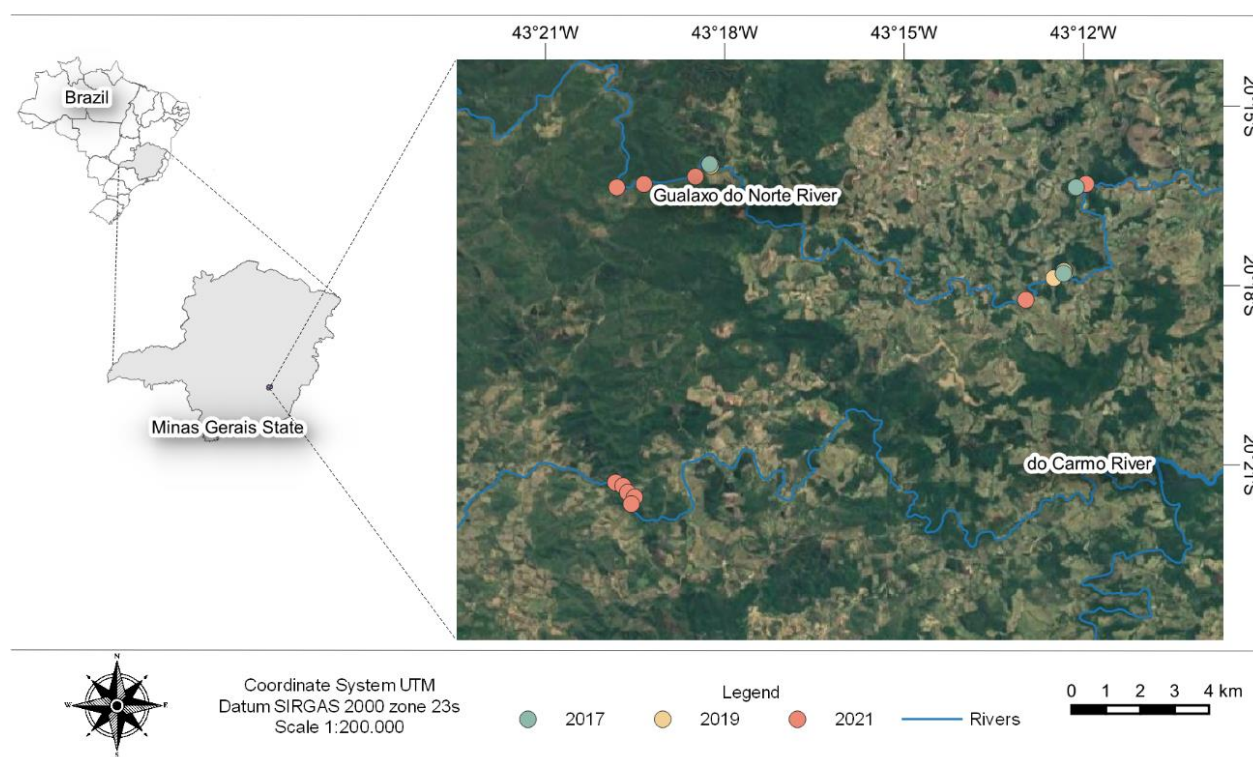 43°21'W
43°18'W
43°15'W
43°12'W
Brazil
Minas Gerais State
Gualaxo do Norte River
do Carmo River
20°15'S
20°18'S
20°21'S
N
W
E
S
Coordinate System UTM
Datum SIRGAS 2000 zone 23s
Scale 1:200.000
Legend
2017
2019
2021
Rivers
0 1 2 3 4 km